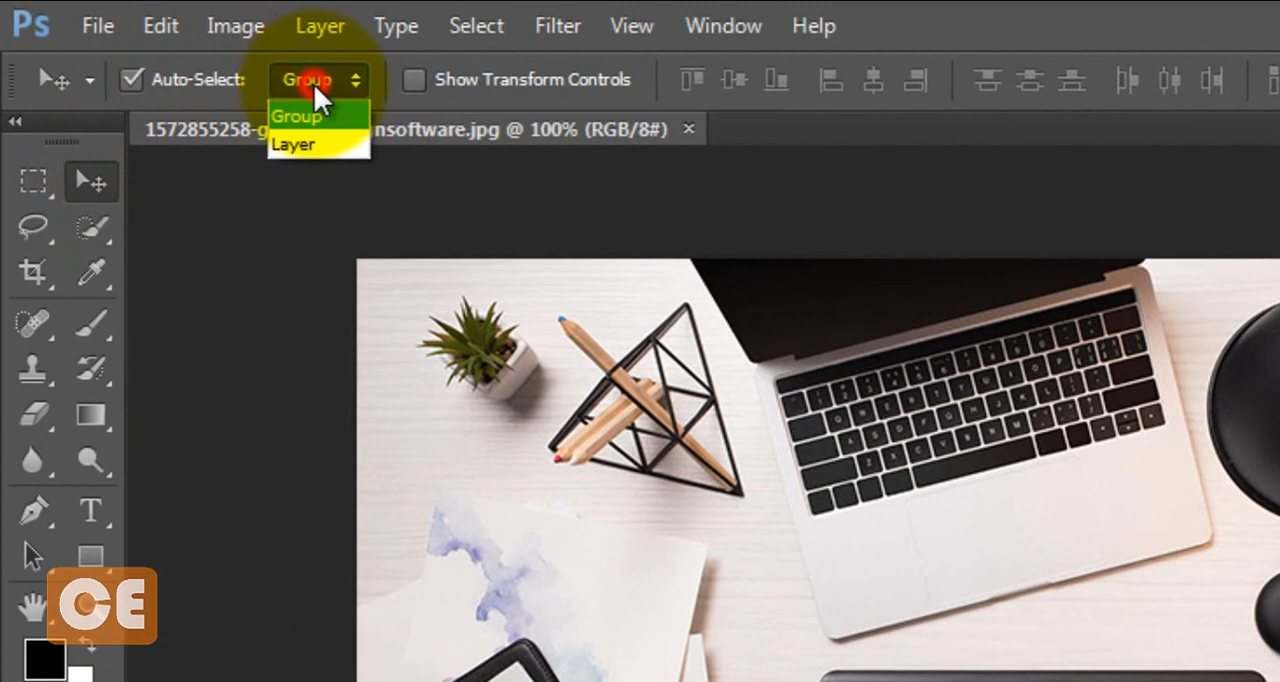 Ps File Edit Image Layer Type Select Filter View Window Help
Auto-Select: Group Show Transform Controls
Group
Layer
1572855258-g nsoftware.jpg @ 100% (RGB/8#) ×
T
CE